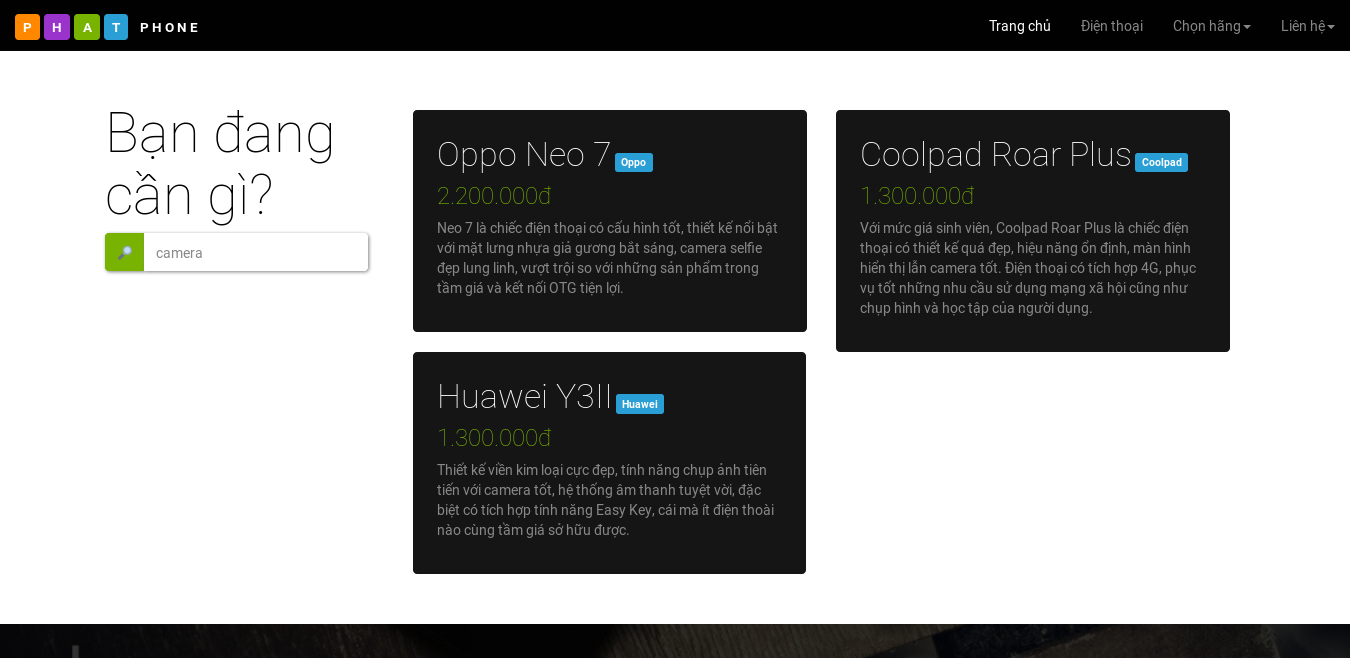 P H A T PHONE
Trang chủ Điện thoại Chọn hãng Liên hệ
Bạn đang
cần gì?
camera
Oppo Neo 7 Oppo
2.200.000đ
Neo 7 là chiếc điện thoại có cấu hình tốt, thiết kế nổi bật
với mặt lưng nhựa giả gương bắt sáng, camera selfie
đẹp lung linh, vượt trội so với những sản phẩm trong
tầm giá và kết nối OTG tiện lợi.
Coolpad Roar Plus Coolpad
1.300.000đ
Với mức giá sinh viên, Coolpad Roar Plus là chiếc điện
thoại có thiết kế quá đẹp, hiệu năng ổn định, màn hình
hiển thị lẫn camera tốt. Điện thoại có tích hợp 4G, phục
vụ tốt những nhu cầu sử dụng mạng xã hội cũng như
chụp hình và học tập của người dụng.
Huawei Y3II Huawei
1.300.000đ
Thiết kế viền kim loại cực đẹp, tính năng chụp ảnh tiên
tiến với camera tốt, hệ thống âm thanh tuyệt vời, đặc
biệt có tích hợp tính năng Easy Key, cái mà ít điện thoài
nào cùng tầm giá sở hữu được.